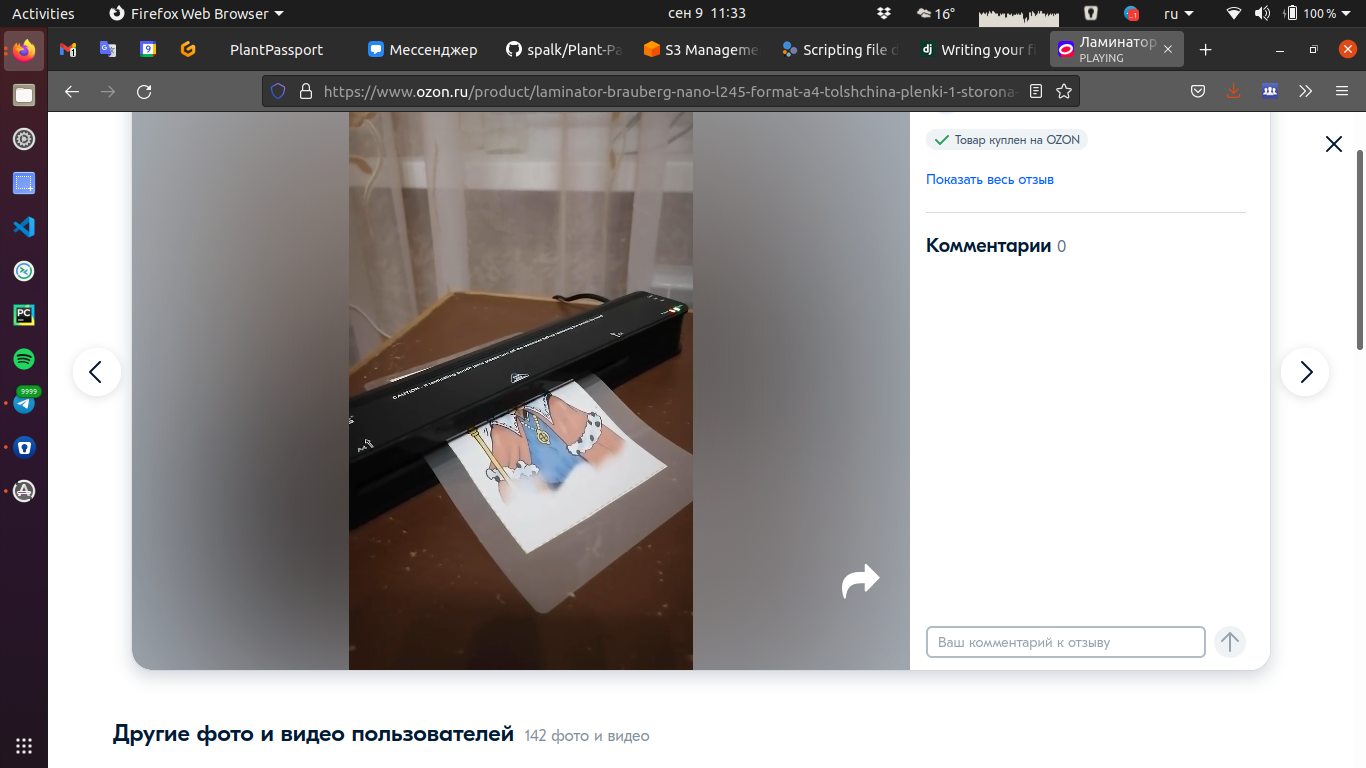 Activities Firefox Web Browser сен 9 11:33 16° ru 100 %
PlantPassport Мессенджер spalk/Plant-Pa S3 Manageme Scripting file d Writing your fi Ламинатор
PLAYING
https://www.ozon.ru/product/laminator-brauberg-nano-l245-format-a4-tolshchina-plenki-1-storona-
Товар куплен на OZON
Показать весь отзыв
Комментарии 0
CAUTION
A4
9999
Ваш комментарий к отзыву
Другие фото и видео пользователей 142 фото и видео